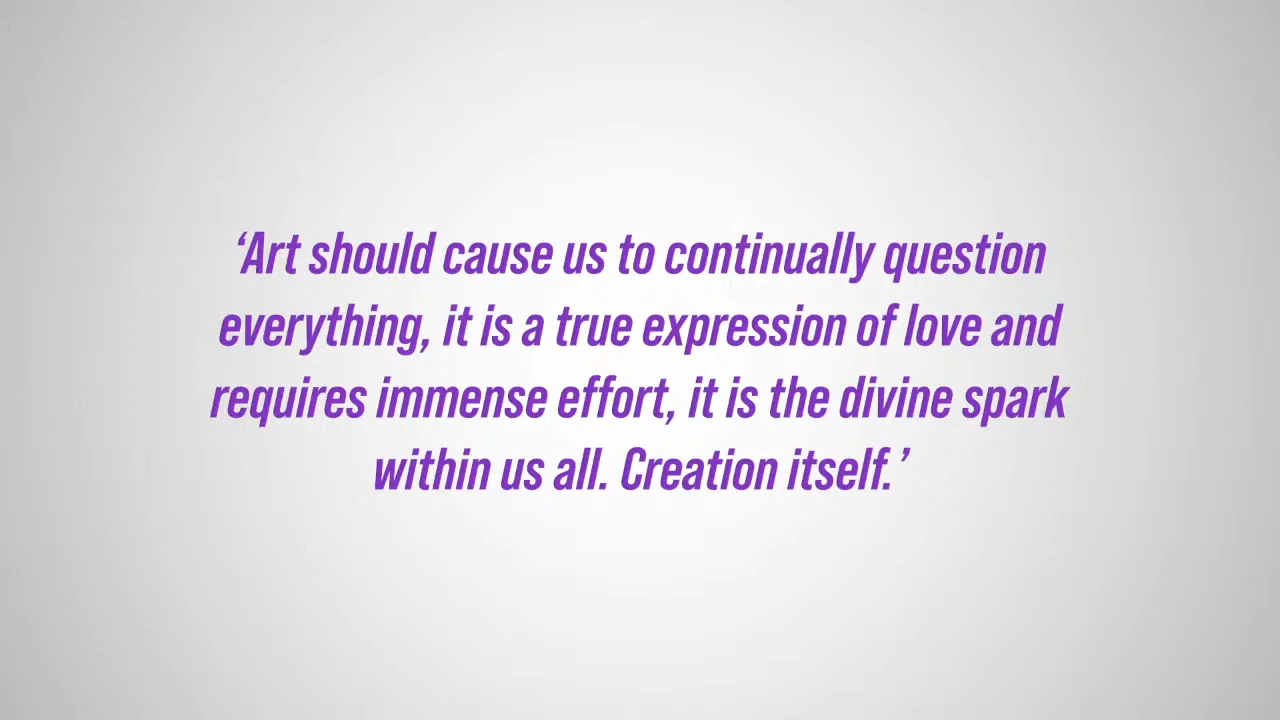 ‘Art should cause us to continually question
everything, it is a true expression of love and
requires immense effort, it is the divine spark
within us all. Creation itself.’